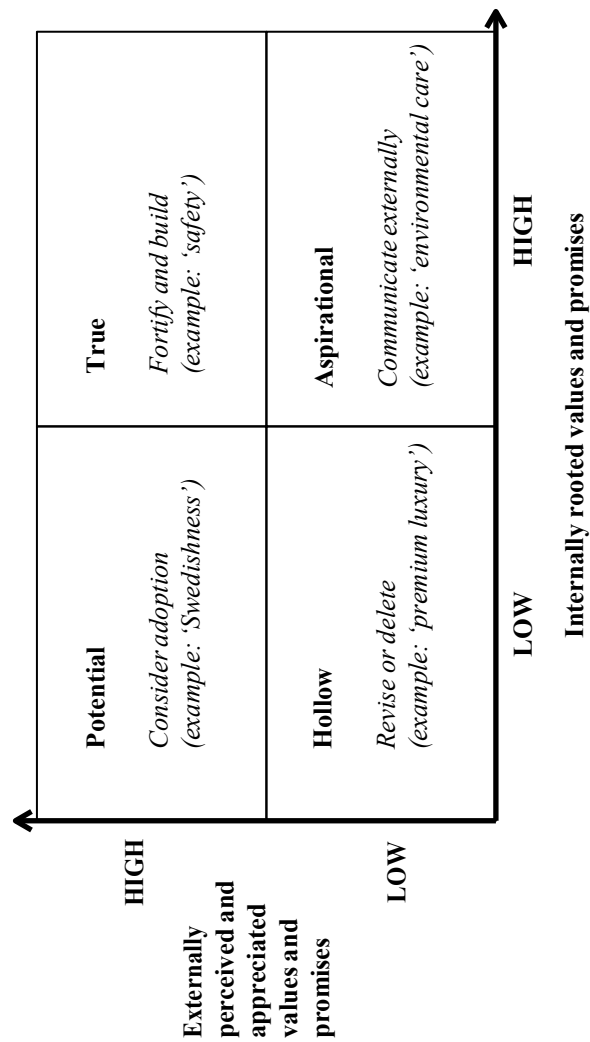 Externally
perceived and
appreciated
values and
promises
HIGH
LOW
Potential
Consider adoption
(example: ‘Swedishness’)
True
Fortify and build
(example: ‘safety’)
Hollow
Revise or delete
(example: ‘premium luxury’)
Aspirational
Communicate externally
(example: ‘environmental care’)
LOW
HIGH
Internally rooted values and promises